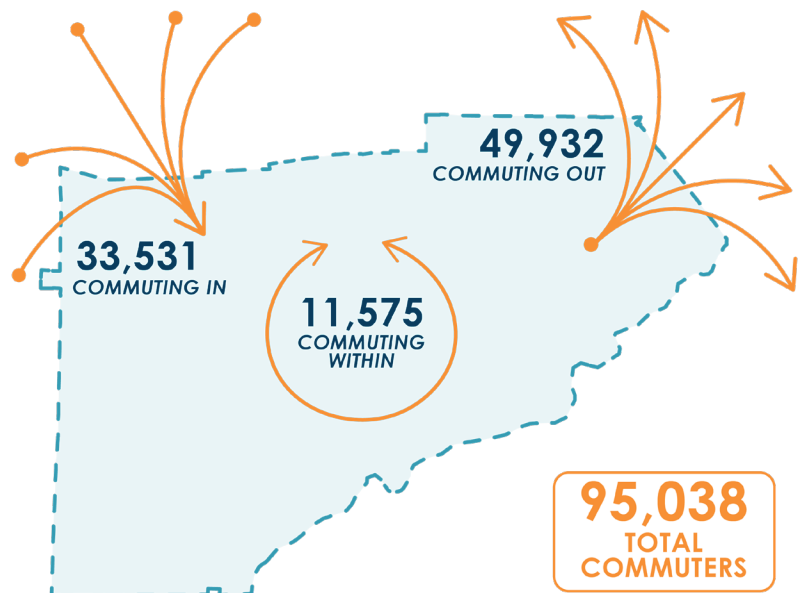 49,932
COMMUTING OUT
33,531
COMMUTING IN
11,575
COMMUTING
WITHIN
95,038
TOTAL
COMMUTERS